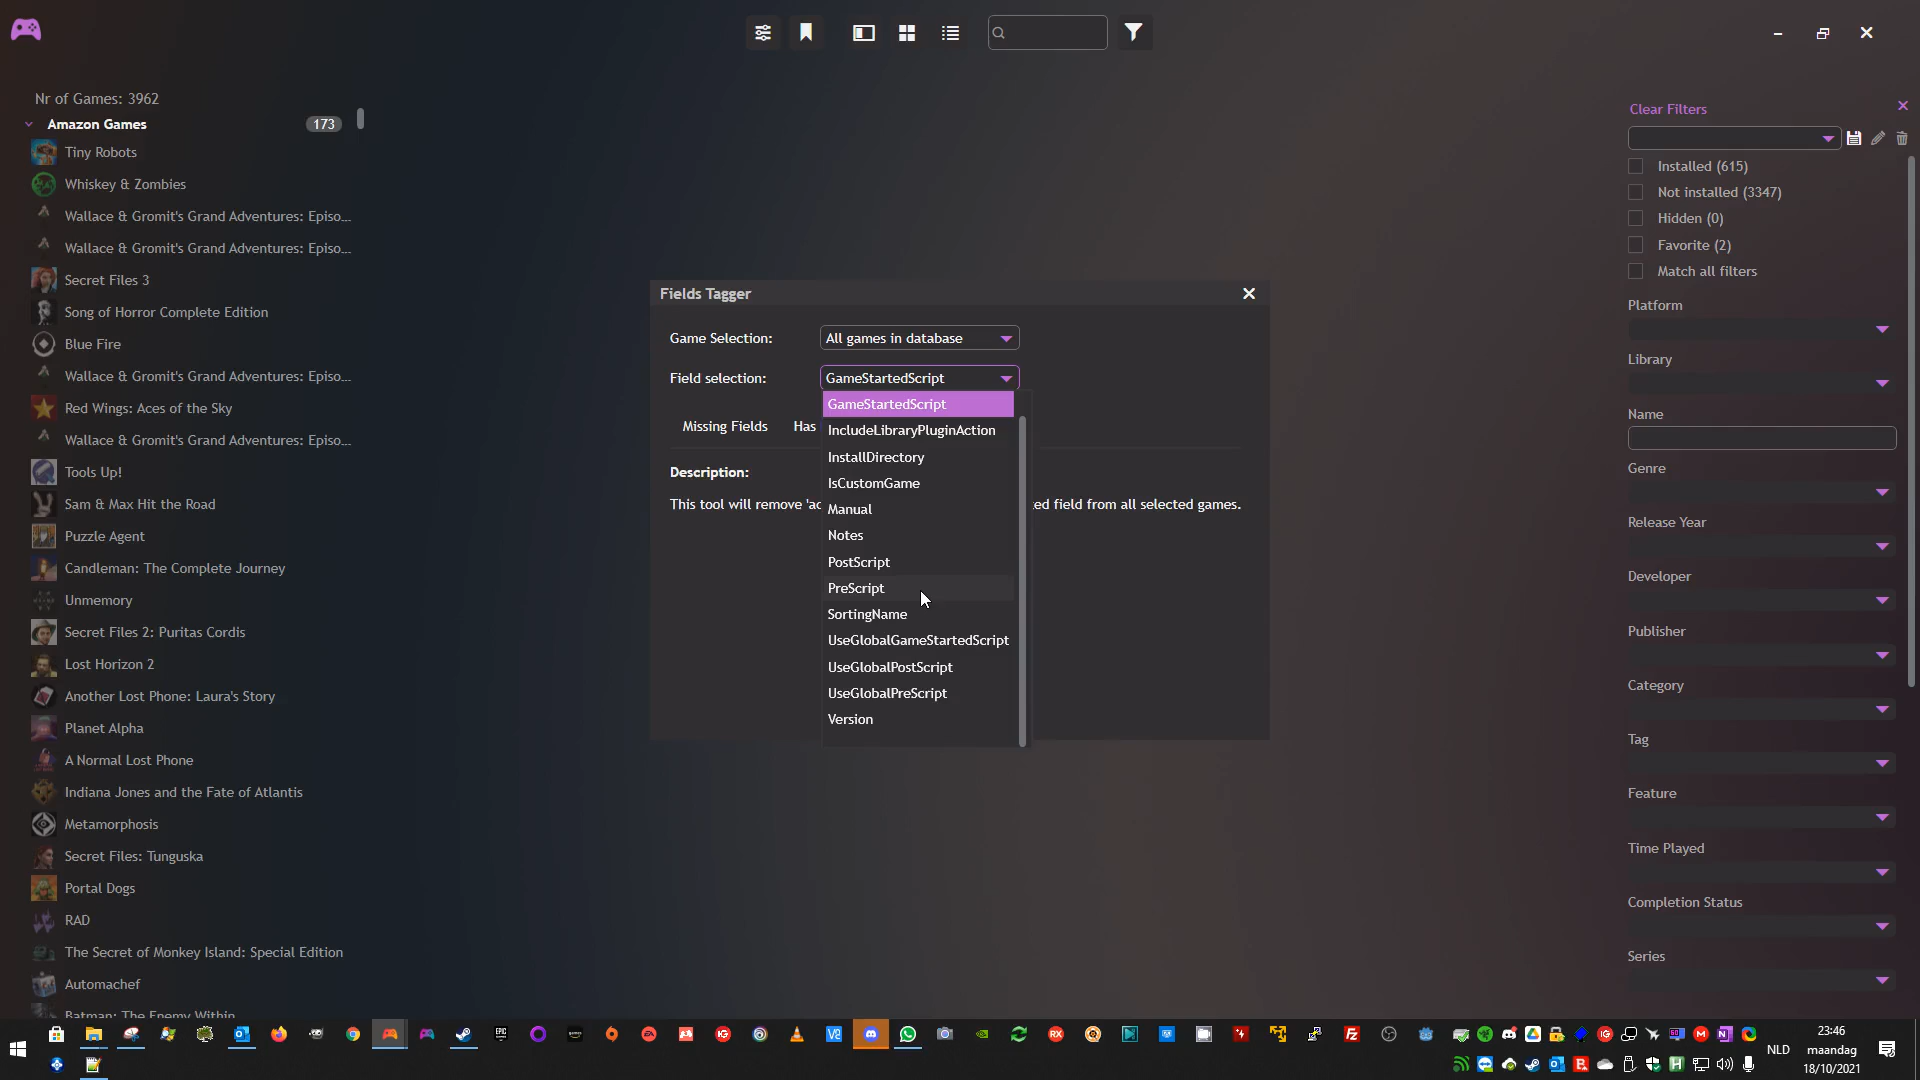 Nr of Games: 3962
Amazon Games
173
Tiny Robots
Whiskey & Zombies
Wallace & Gromit's Grand Adventures: Episo...
Wallace & Gromit's Grand Adventures: Episo...
Secret Files 3
Song of Horror Complete Edition
Blue Fire
Wallace & Gromit's Grand Adventures: Episo...
Red Wings: Aces of the Sky
Wallace & Gromit's Grand Adventures: Episo...
Tools Up!
Sam & Max Hit the Road
Puzzle Agent
Candleman: The Complete Journey
Unmemory
Secret Files 2: Puritas Cordis
Lost Horizon 2
Another Lost Phone: Laura's Story
Planet Alpha
A Normal Lost Phone
Indiana Jones and the Fate of Atlantis
Metamorphosis
Secret Files: Tunguska
Portal Dogs
RAD
The Secret of Monkey Island: Special Edition
Automachef
Batman: The Enemy Within
Fields Tagger
Game Selection:
All games in database
Field selection:
GameStartedScript
Missing Fields
Has
Description:
This tool will remove 'ac
ed field from all selected games.
GameStartedScript
IncludeLibraryPluginAction
InstallDirectory
IsCustomGame
Manual
Notes
PostScript
PreScript
SortingName
UseGlobalGameStartedScript
UseGlobalPostScript
UseGlobalPreScript
Version
Clear Filters
Installed (615)
Not installed (3347)
Hidden (0)
Favorite (2)
Match all filters
Platform
Library
Name
Genre
Release Year
Developer
Publisher
Category
Tag
Feature
Time Played
Completion Status
Series
NLD
23:46
maandag
18/10/2021